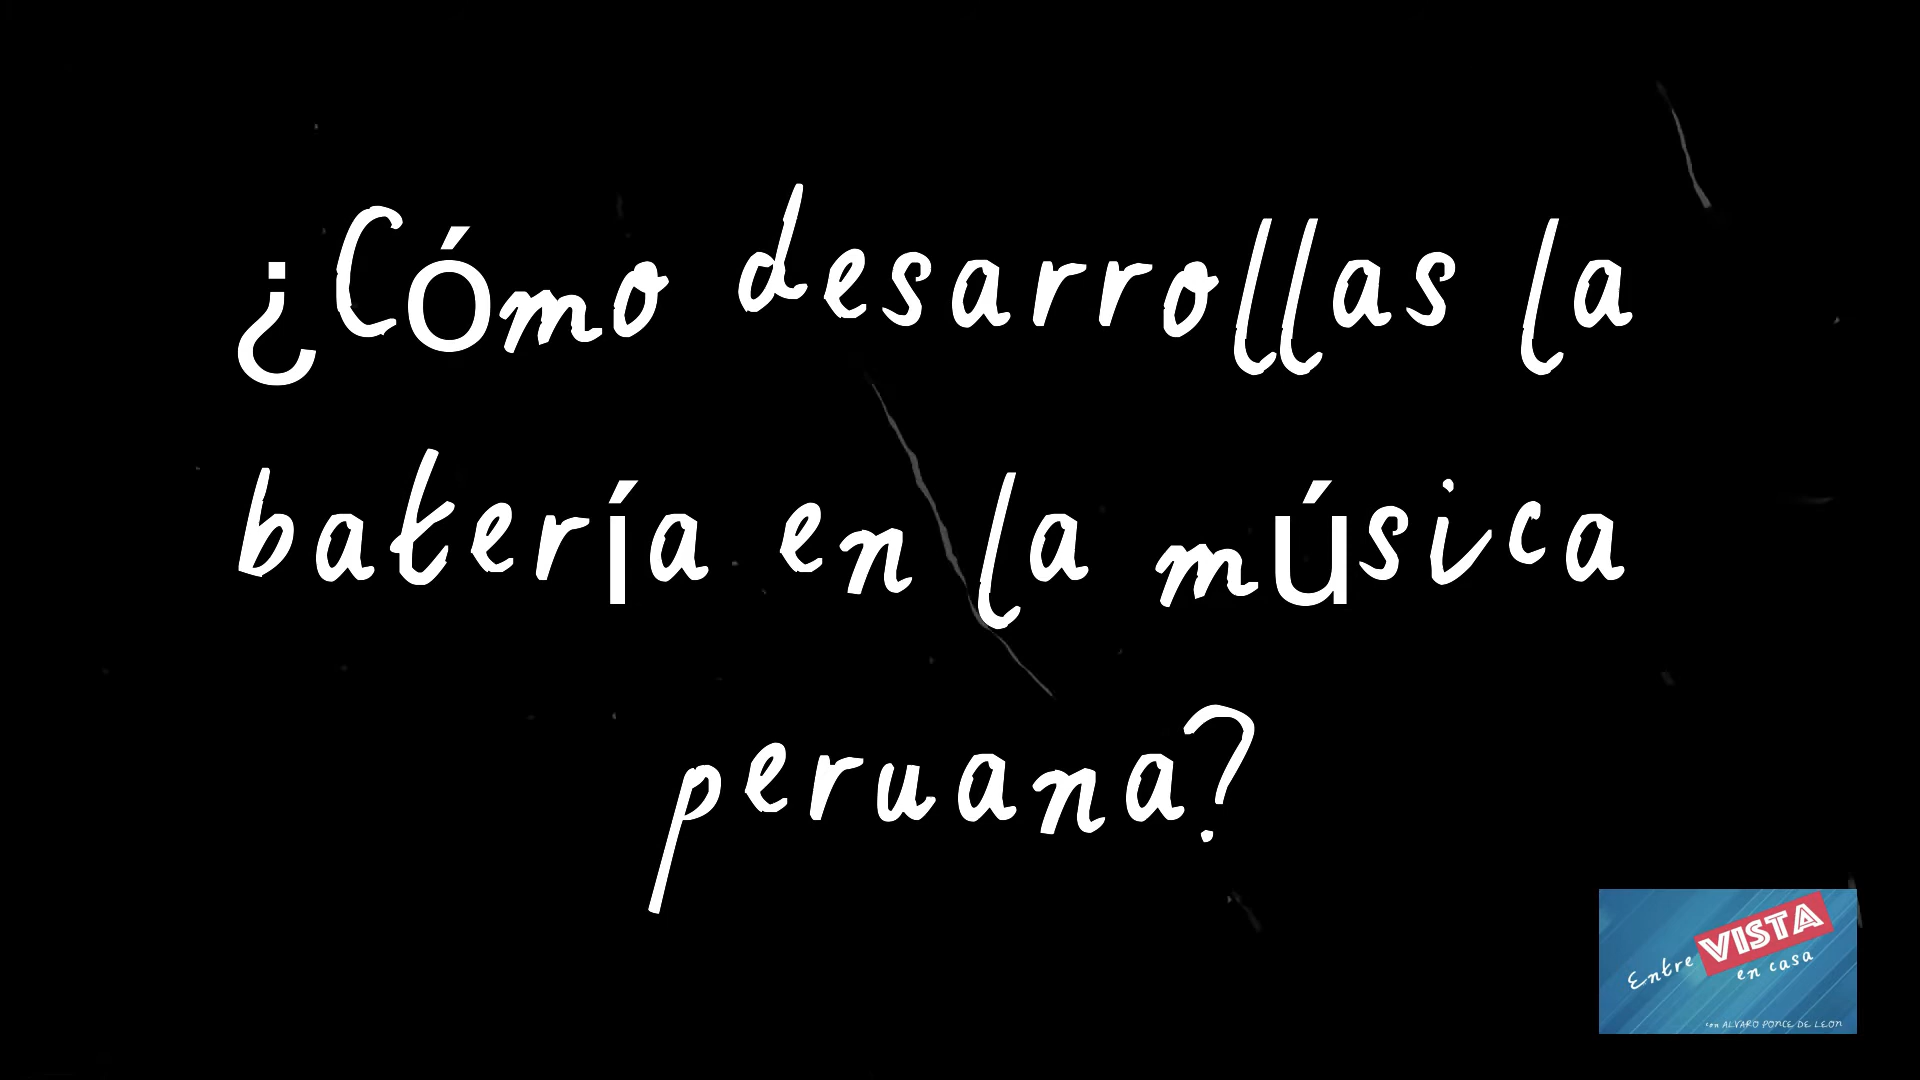 ¿Cómo desarrollas la
batería en la música
peruana?
Entre VISTA
en casa
con ALVARO PONCE DE LEON